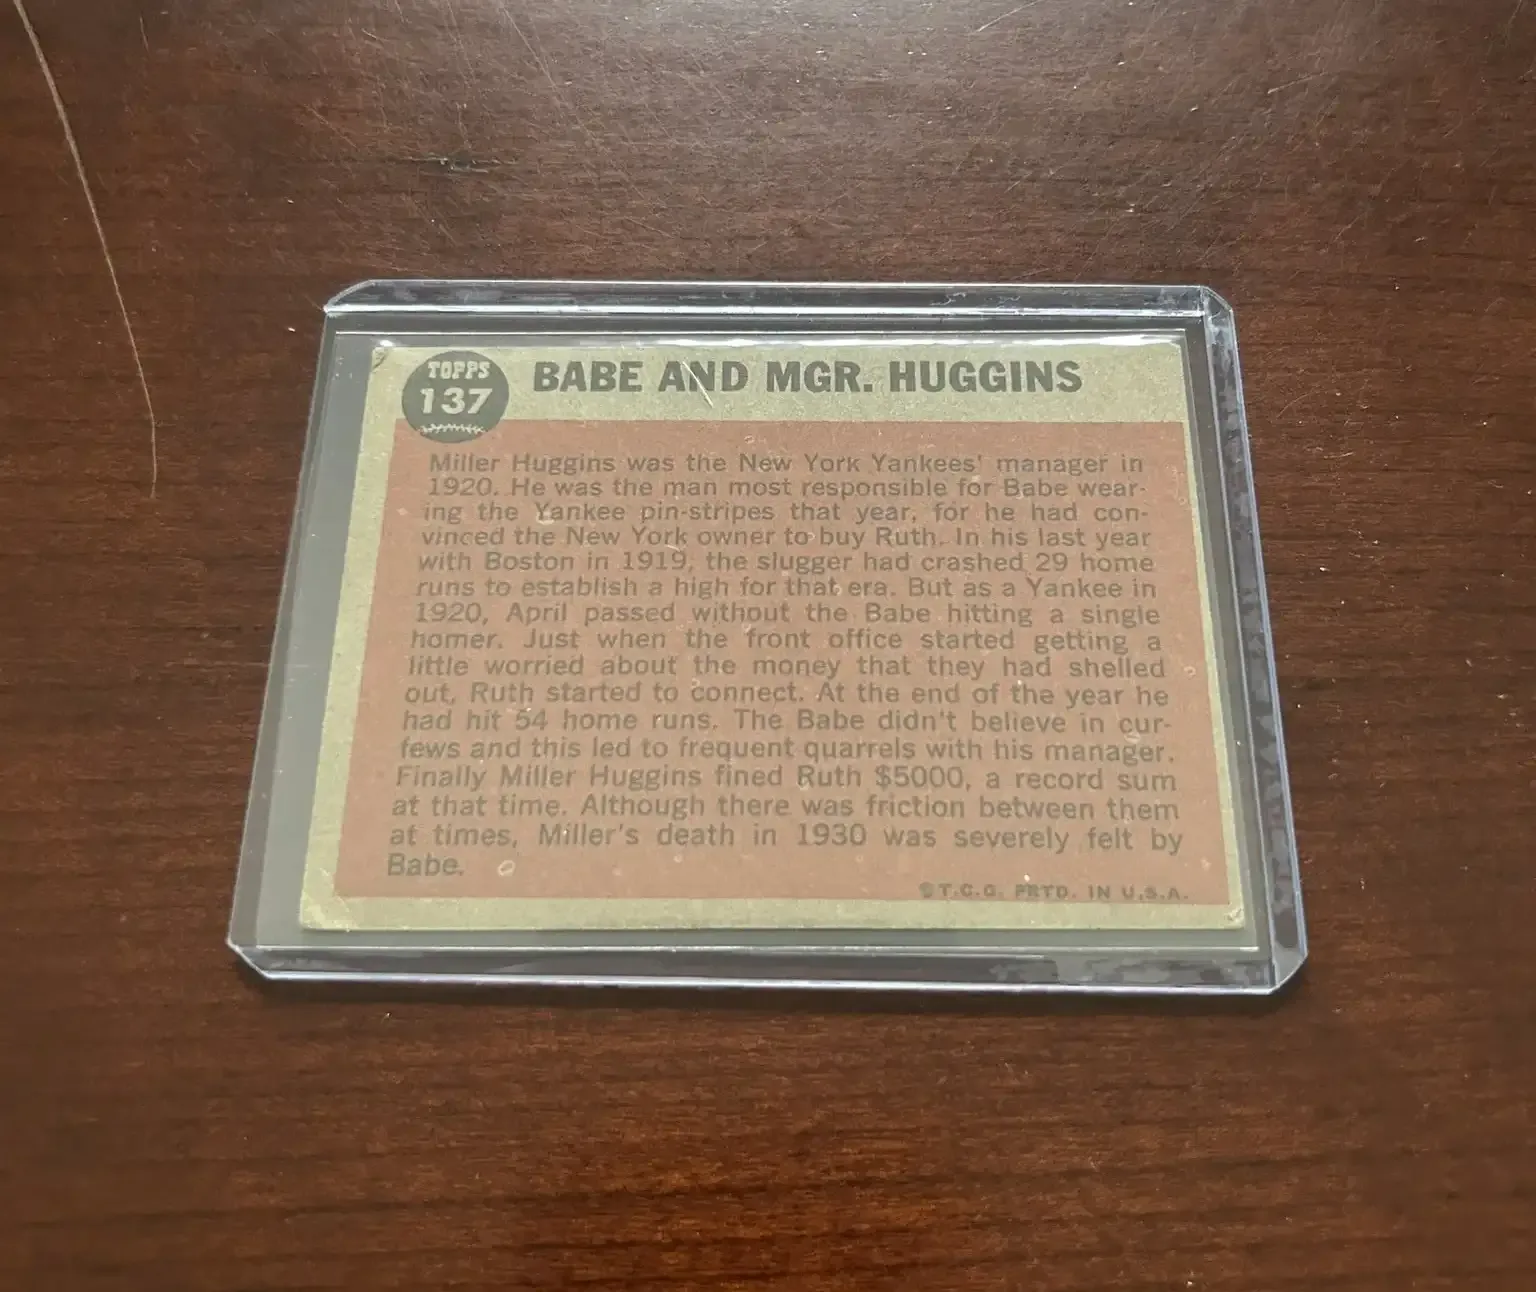 TOPPS
137
BABE AND MGR. HUGGINS
Miller Huggins was the New York Yankees' manager in
1920. He was the man most responsible for Babe wear-
ing the Yankee pin-stripes that year, for he had con-
vinced the New York owner to buy Ruth. In his last year
with Boston in 1919, the slugger had crashed 29 home
runs to establish a high for that era. But as a Yankee in
1920, April passed without the Babe hitting a single
homer. Just when the front office started getting a
little worried about the money that they had shelled
out, Ruth started to connect. At the end of the year he
had hit 54 home runs. The Babe didn't believe in cur-
fews and this led to frequent quarrels with his manager.
Finally Miller Huggins fined Ruth $5000, a record sum
at that time. Although there was friction between them
at times, Miller's death in 1930 was severely felt by
Babe.
©T.C.G. PRTD. IN U.S.A.